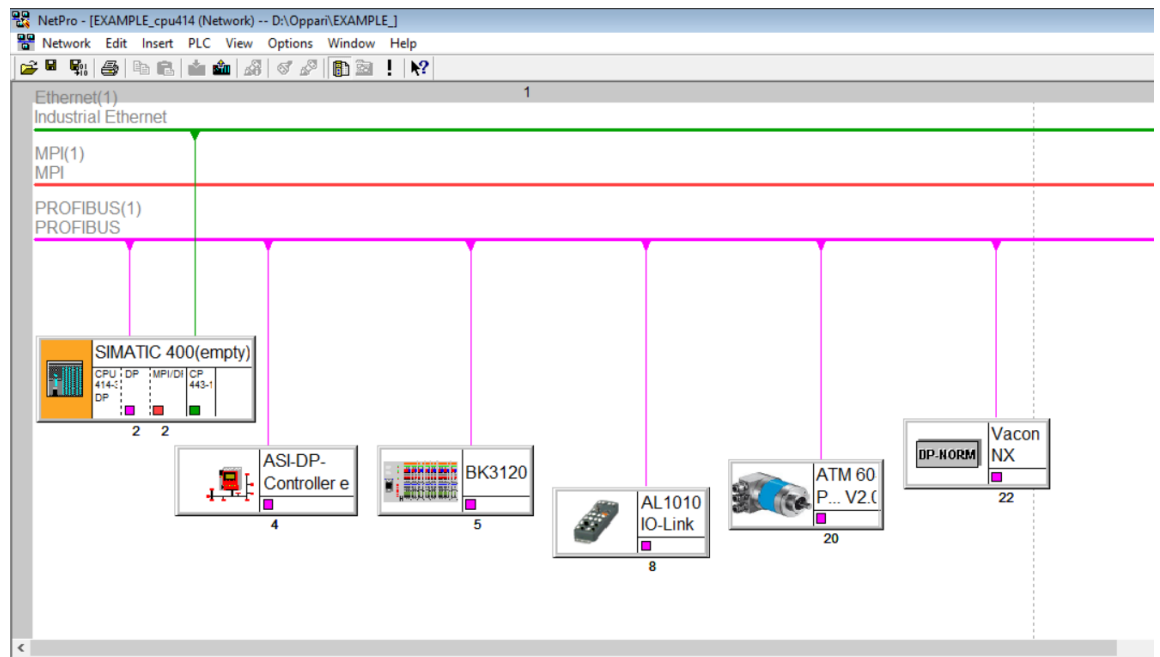 NetPro - [EXAMPLE_cpu414 (Network) -- D:\Oppari\EXAMPLE_]
Network Edit Insert PLC View Options Window Help
1
Ethernet(1)
Industrial Ethernet
MPI(1)
MPI
PROFIBUS(1)
PROFIBUS
SIMATIC 400(empty)
CPU DP MPI/DI CP
414-3 443-1
DP
2 2
ASI-DP-
Controller e
4
BK3120
5
AL1010
IO-Link
8
ATM 60
P... V2.0
20
DP-NORM
Vacon
NX
22